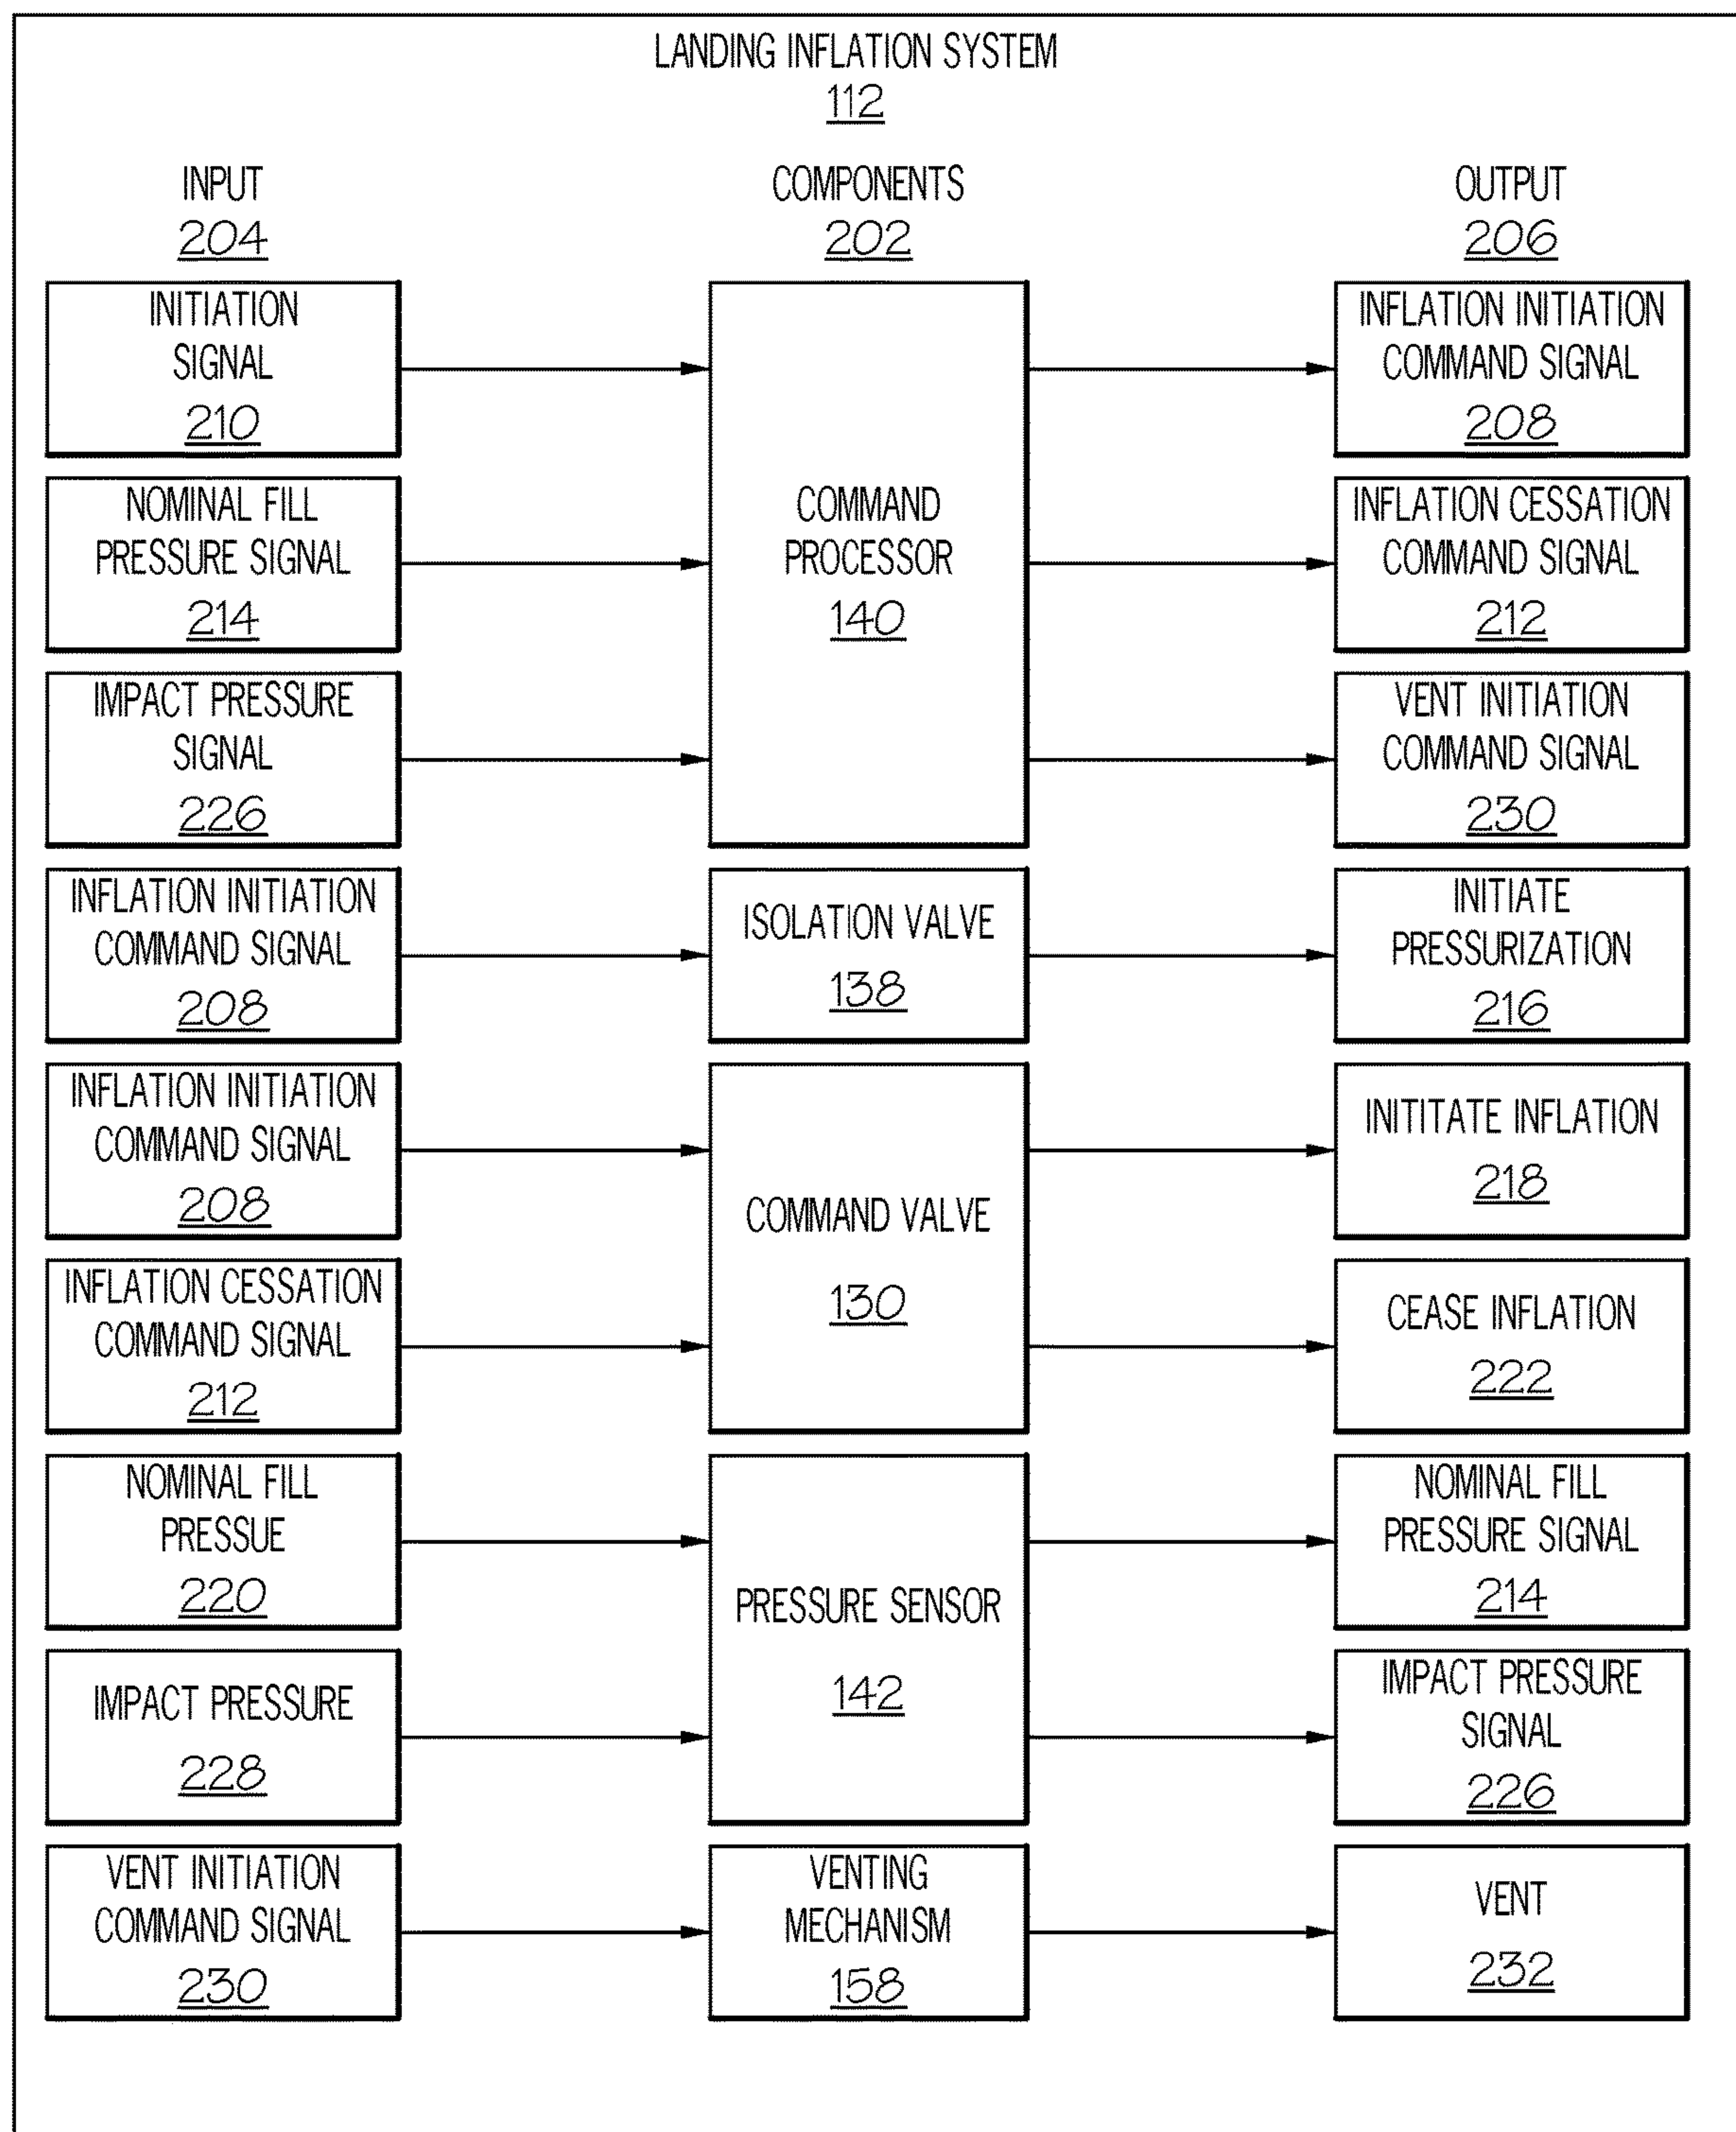 LANDING INFLATION SYSTEM
112
INPUT
204
COMPONENTS
202
OUTPUT
206
INITIATION
SIGNAL
210
NOMINAL FILL
PRESSURE SIGNAL
214
IMPACT PRESSURE
SIGNAL
226
COMMAND
PROCESSOR
140
INFLATION INITIATION
COMMAND SIGNAL
208
INFLATION CESSATION
COMMAND SIGNAL
212
VENT INITIATION
COMMAND SIGNAL
230
INFLATION INITIATION
COMMAND SIGNAL
208
ISOLATION VALVE
138
INITIATE
PRESSURIZATION
216
INFLATION INITIATION
COMMAND SIGNAL
208
INFLATION CESSATION
COMMAND SIGNAL
212
COMMAND VALVE
130
INITITATE INFLATION
218
CEASE INFLATION
222
NOMINAL FILL
PRESSUE
220
IMPACT PRESSURE
228
PRESSURE SENSOR
142
NOMINAL FILL
PRESSURE SIGNAL
214
IMPACT PRESSURE
SIGNAL
226
VENT INITIATION
COMMAND SIGNAL
230
VENTING
MECHANISM
158
VENT
232